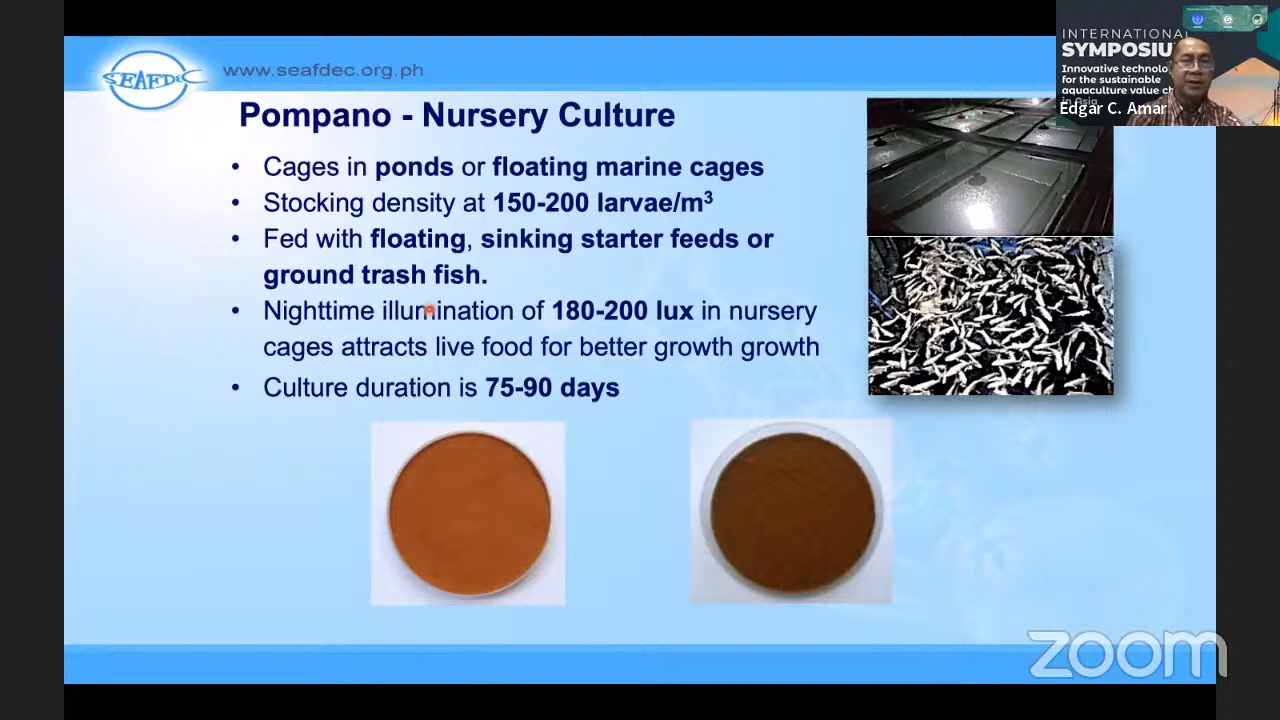 SEAFDEC
www.seafdec.org.ph
Pompano - Nursery Culture
• Cages in ponds or floating marine cages
• Stocking density at 150-200 larvae/m³
• Fed with floating, sinking starter feeds or
ground trash fish.
• Nighttime illumination of 180-200 lux in nursery
cages attracts live food for better growth growth
• Culture duration is 75-90 days
INTERNATIONAL
SYMPOSIU
Innovative technolo
for the sustainable
aquaculture value ch
in Asia
Edgar C. Amar
zoom